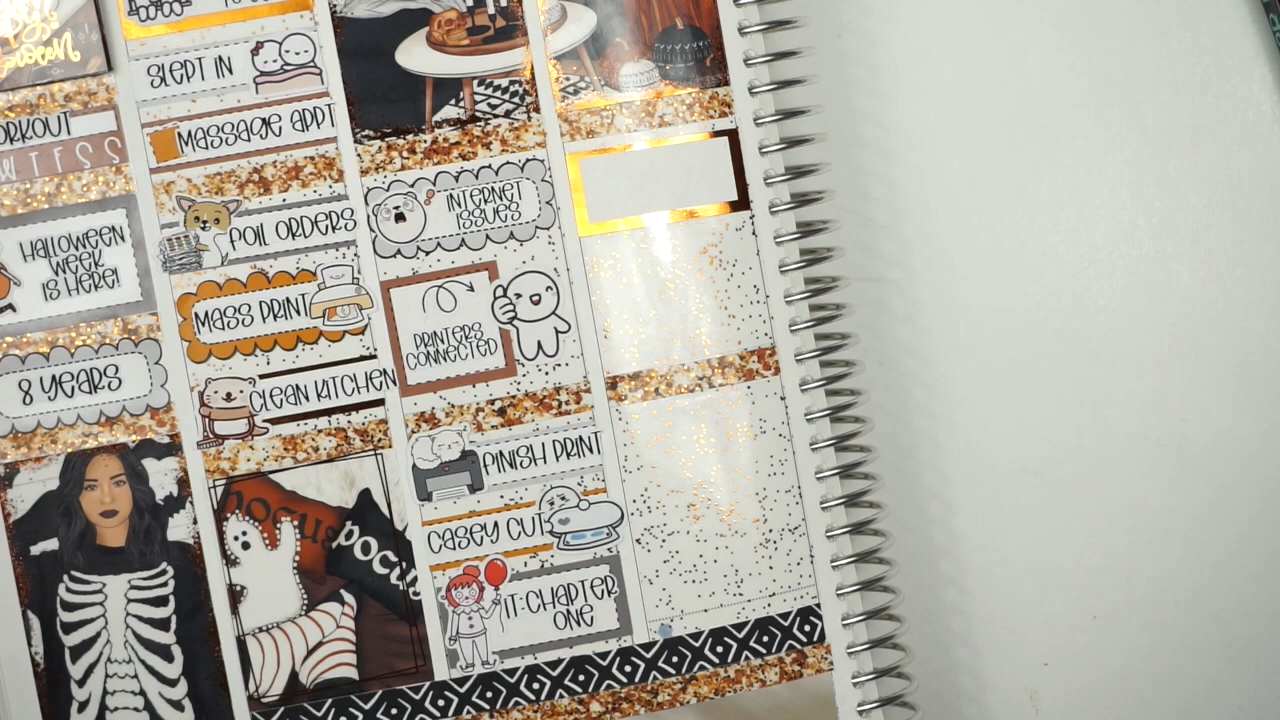 SLEPT IN
MASSAGE APPT
FOIL ORDERS
MASS PRINT
CLEAN KITCHEN
HOCUS
POCUS
HALLOWEEN
WEEK
IS HERE!
8 YEARS
INTERNET
ISSUES
PRINTERS
CONNECTED
FINISH PRINT
CASEY CUT
IT: CHAPTER
ONE